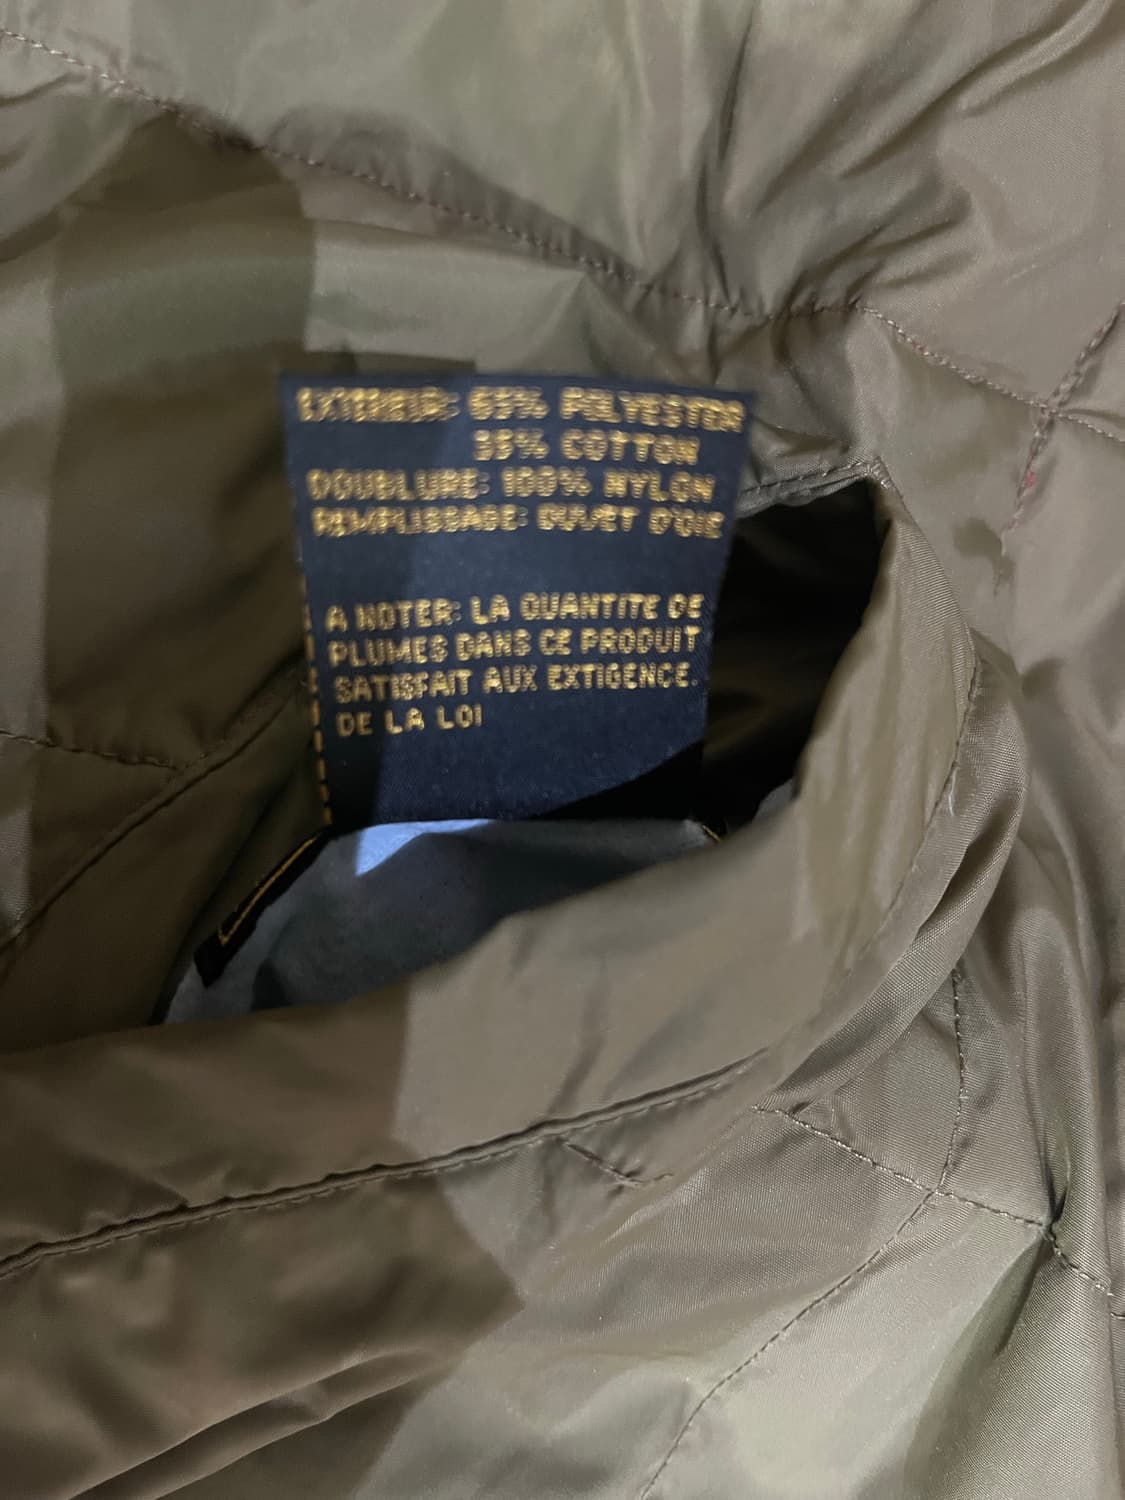 EXTERIEUR: 65% POLYESTER
35% COTTON
DOUBLURE: 100% NYLON
REMPLISSAGE: DUVET D'OIE
A NOTER: LA QUANTITE DE
PLUMES DANS CE PRODUIT
SATISFAIT AUX EXTIGENCE.
DE LA LOI